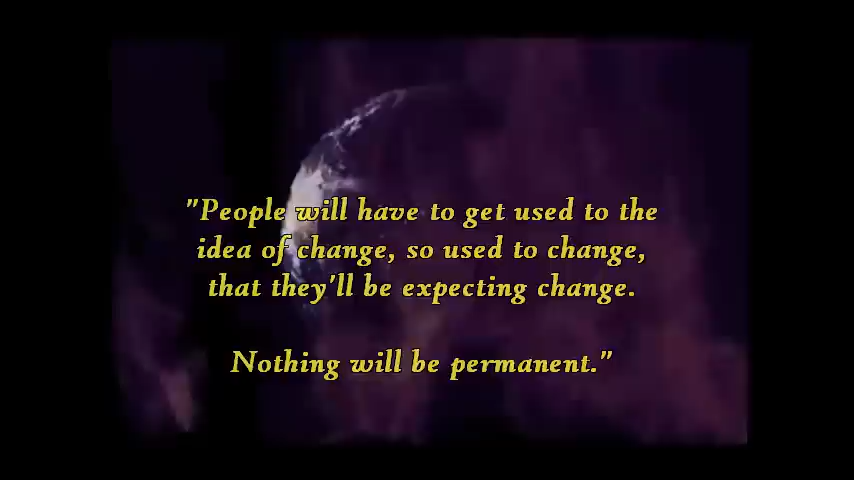 "People will have to get used to the
idea of change, so used to change,
that they'll be expecting change.
Nothing will be permanent."